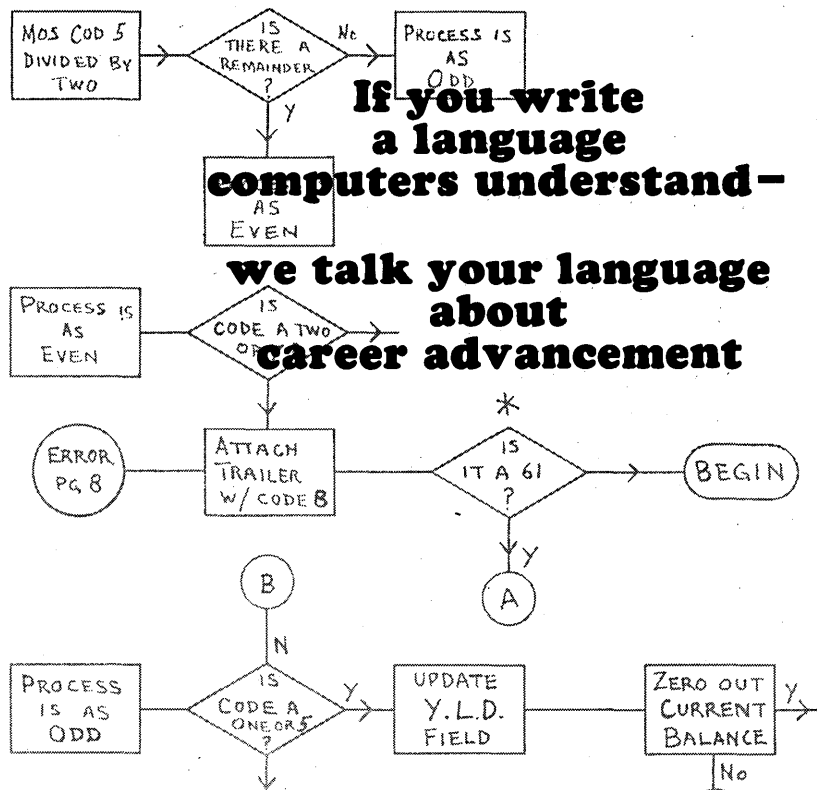 MOS COD 5
DIVIDED BY
TWO
IS
THERE A
REMAINDER
?
No
Y
PROCESS IS
AS
ODD
AS
EVEN
If you write
a language
computers understand—
we talk your language
about
career advancement
PROCESS IS
AS
EVEN
IS
CODE A TWO
ERROR
PG 8
ATTACH
TRAILER
W/ CODE 8
*
IS
IT A 61
?
BEGIN
Y
A
B
N
PROCESS
IS AS
ODD
IS
CODE A
ONE OR 5
?
Y
UPDATE
Y.L.D.
FIELD
ZERO OUT
CURRENT
BALANCE
Y
No